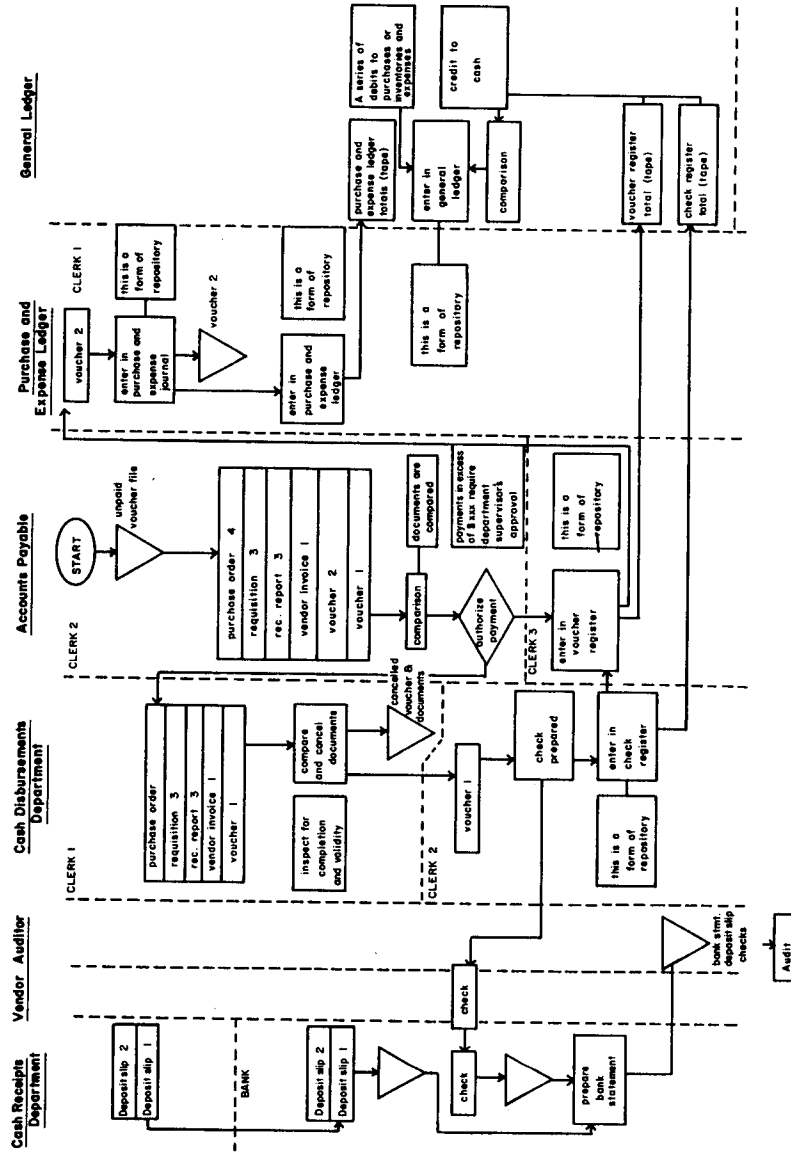 Cash Receipts
Department
Vendor
Auditor
Cash Disbursements
Department
Accounts Payable
Purchase and
Expense Ledger
General Ledger
Deposit slip 2
Deposit slip 1
BANK
Deposit slip 2
Deposit slip 1
check
prepare
bank
statement
check
bank stmt.
deposit slip
checks
Audit
CLERK 1
purchase order
requisition 3
rec. report 3
vendor invoice 1
voucher 1
inspect for
completion
and validity
compare
and cancel
documents
cancelled
voucher &
documents
CLERK 2
voucher 1
check
prepared
this is a
form of
repository
enter in
check
register
CLERK 2
START
unpaid
voucher file
purchase order 4
requisition 3
rec. report 3
vendor invoice 1
voucher 2
voucher 1
comparison
documents are
compared
authorize
payment
payments in excess
of $ xxx require
department
supervisor's
approval
CLERK 3
enter in
voucher
register
this is a
form of
repository
CLERK 1
voucher 2
enter in
purchase and
expense
journal
this is a
form of
repository
voucher 2
enter in
purchase and
expense
ledger
this is a
form of
repository
this is a
form of
repository
purchase and
expense ledger
totals (tape)
A series of
debits to
purchases or
inventories and
expenses
enter in
general
ledger
comparison
credit to
cash
voucher register
total (tape)
check register
total (tape)